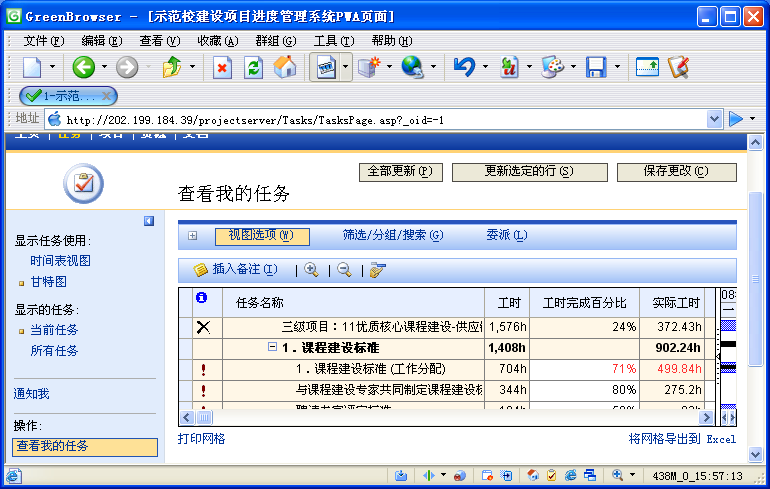 GreenBrowser - [示范校建设项目进度管理系统PWA页面]
文件(F) 编辑(E) 查看(V) 收藏(A) 群组(G) 工具(T) 帮助(H)
1-示范...
地址 http://202.199.184.39/projectserver/Tasks/TasksPage.asp?_oid=-1
全部更新(P) 更新选定的行(S) 保存更改(C)
查看我的任务
显示任务使用:
时间表视图
甘特图
显示的任务:
当前任务
所有任务
通知我
操作:
查看我的任务
视图选项(W) 筛选/分组/搜索(G) 委派(L)
插入备注(I)
任务名称 工时 工时完成百分比 实际工时 08
三级项目：11优质核心课程建设-供应 1,576h 24% 372.43h
1．课程建设标准 1,408h 902.24h
1．课程建设标准(工作分配) 704h 71% 499.84h
与课程建设专家共同制定课程建设标 344h 80% 275.2h
打印网格 将网格导出到 Excel
438M_0_15:57:13